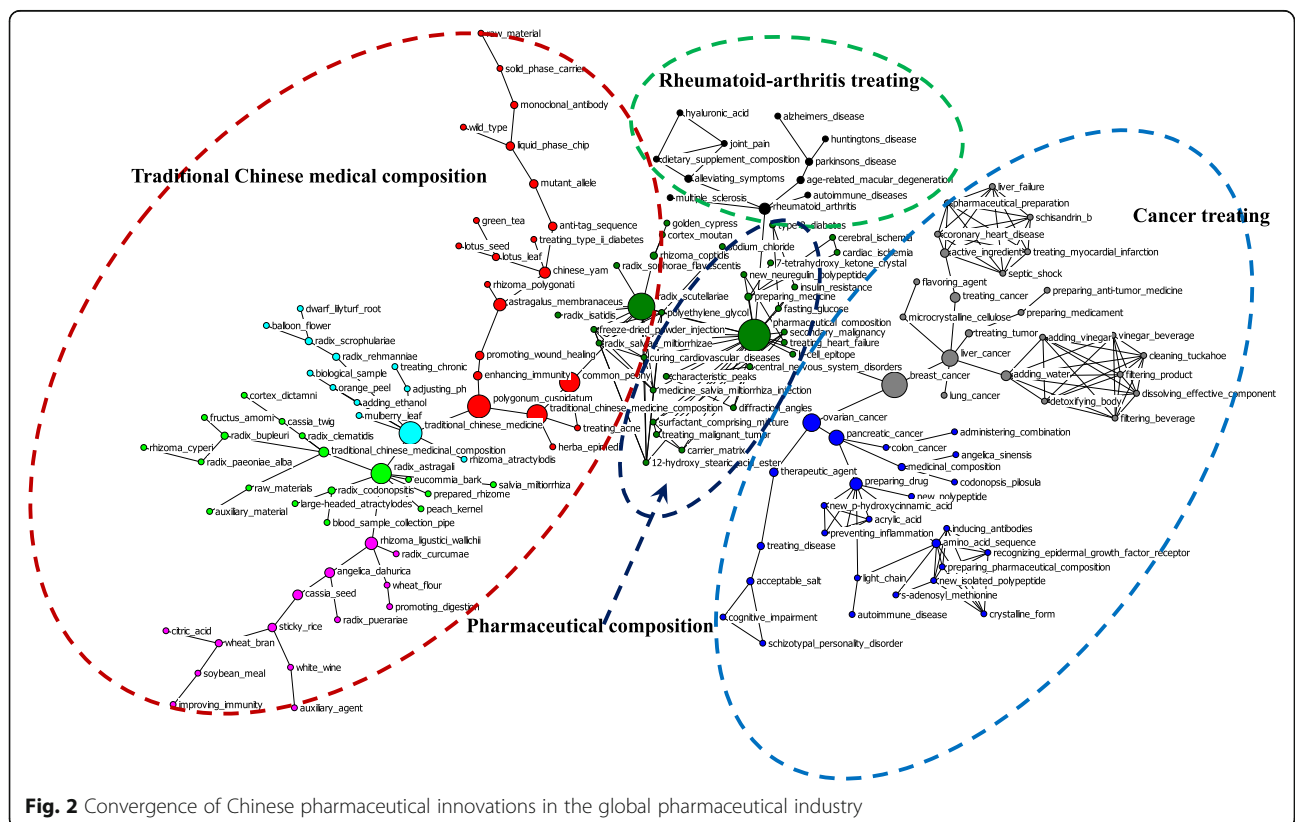 raw_material
solid_phase_carrier
monoclonal_antibody
wild_type
liquid_phase_chip
mutant_allele
Traditional Chinese medical composition
green_tea
anti-tag_sequence
lotus_seed
treating_type_ii_diabetes
lotus_leaf
chinese_yam
rhizoma_polygonati
astragalus_membranaceus
promoting_wound_healing
enhancing_immunity
common_peony
polygonum_cuspidatum
traditional_chinese_medicine_composition
traditional_chinese_medicine
treating_acne
herba_epimedii
dwarf_lilyturf_root
balloon_flower
radix_scrophulariae
radix_rehmanniae
treating_chronic
biological_sample
orange_peel
adjusting_ph
adding_ethanol
mulberry_leaf
rhizoma_atractylodis
cortex_dictamni
fructus_amomi
cassia_twig
radix_bupleuri
radix_clematidis
rhizoma_cyperi
traditional_chinese_medicinal_composition
radix_paeoniae_alba
radix_astragali
eucommia_bark
salvia_miltiorrhiza
raw_materials
radix_codonopsitis
prepared_rhizome
auxiliary_material
large-headed_atractylodes
peach_kernel
blood_sample_collection_pipe
rhizoma_ligustici_wallichii
radix_curcumae
angelica_dahurica
wheat_flour
cassia_seed
promoting_digestion
radix_puerariae
citric_acid
sticky_rice
wheat_bran
white_wine
soybean_meal
improving_immunity
auxiliary_agent
Rheumatoid-arthritis treating
hyaluronic_acid
alzheimers_disease
joint_pain
huntingtons_disease
dietary_supplement_composition
parkinsons_disease
alleviating_symptoms
age-related_macular_degeneration
multiple_sclerosis
autoimmune_diseases
rheumatoid_arthritis
golden_cypress
type_2_diabetes
cortex_moutan
sodium_chloride
cerebral_ischemia
rhizoma_coptidis
cardiac_ischemia
radix_sophorae_flavescentis
7-tetrahydroxy_ketone_crystal
new_neuregulin_polypeptide
insulin_resistance
radix_scutellariae
preparing_medicine
radix_isatidis
polyethylene_glycol
fasting_glucose
pharmaceutical_composition
freeze-dried_powder_injection
secondary_malignancy
radix_salvia_miltiorrhizae
treating_heart_failure
curing_cardiovascular_diseases
t-cell_epitope
central_nervous_system_disorders
characteristic_peaks
medicine_salvia_miltiorrhiza_injection
diffraction_angles
surfactant_comprising_mixture
treating_malignant_tumor
carrier_matrix
12-hydroxy_stearic_acid_ester
Pharmaceutical composition
Cancer treating
liver_failure
pharmaceutical_preparation
schisandrin_b
coronary_heart_disease
active_ingredient
treating_myocardial_infarction
septic_shock
flavoring_agent
treating_cancer
preparing_anti-tumor_medicine
microcrystalline_cellulose
preparing_medicament
treating_tumor
adding_vinegar
vinegar_beverage
liver_cancer
cleaning_tuckahoe
adding_water
filtering_product
breast_cancer
lung_cancer
detoxifying_body
dissolving_effective_component
filtering_beverage
ovarian_cancer
pancreatic_cancer
administering_combination
colon_cancer
angelica_sinensis
therapeutic_agent
medicinal_composition
preparing_drug
codonopsis_pilosula
new_polypeptide
new_p-hydroxycinnamic_acid
acrylic_acid
preventing_inflammation
inducing_antibodies
amino_acid_sequence
treating_disease
recognizing_epidermal_growth_factor_receptor
preparing_pharmaceutical_composition
acceptable_salt
light_chain
new_isolated_polypeptide
s-adenosyl_methionine
cognitive_impairment
autoimmune_disease
crystalline_form
schizotypal_personality_disorder
Fig. 2 Convergence of Chinese pharmaceutical innovations in the global pharmaceutical industry